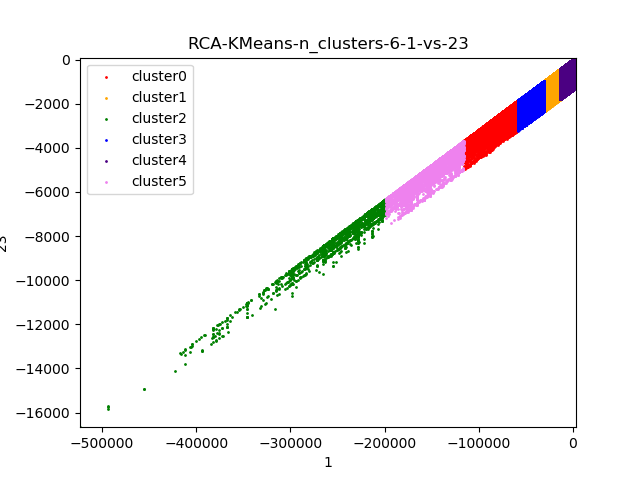 RCA-KMeans-n_clusters-6-1-vs-23
0
−2000
−4000
−6000
−8000
−10000
−12000
−14000
−16000
cluster0
cluster1
cluster2
cluster3
cluster4
cluster5
23
−500000 −400000 −300000 −200000 −100000 0
1